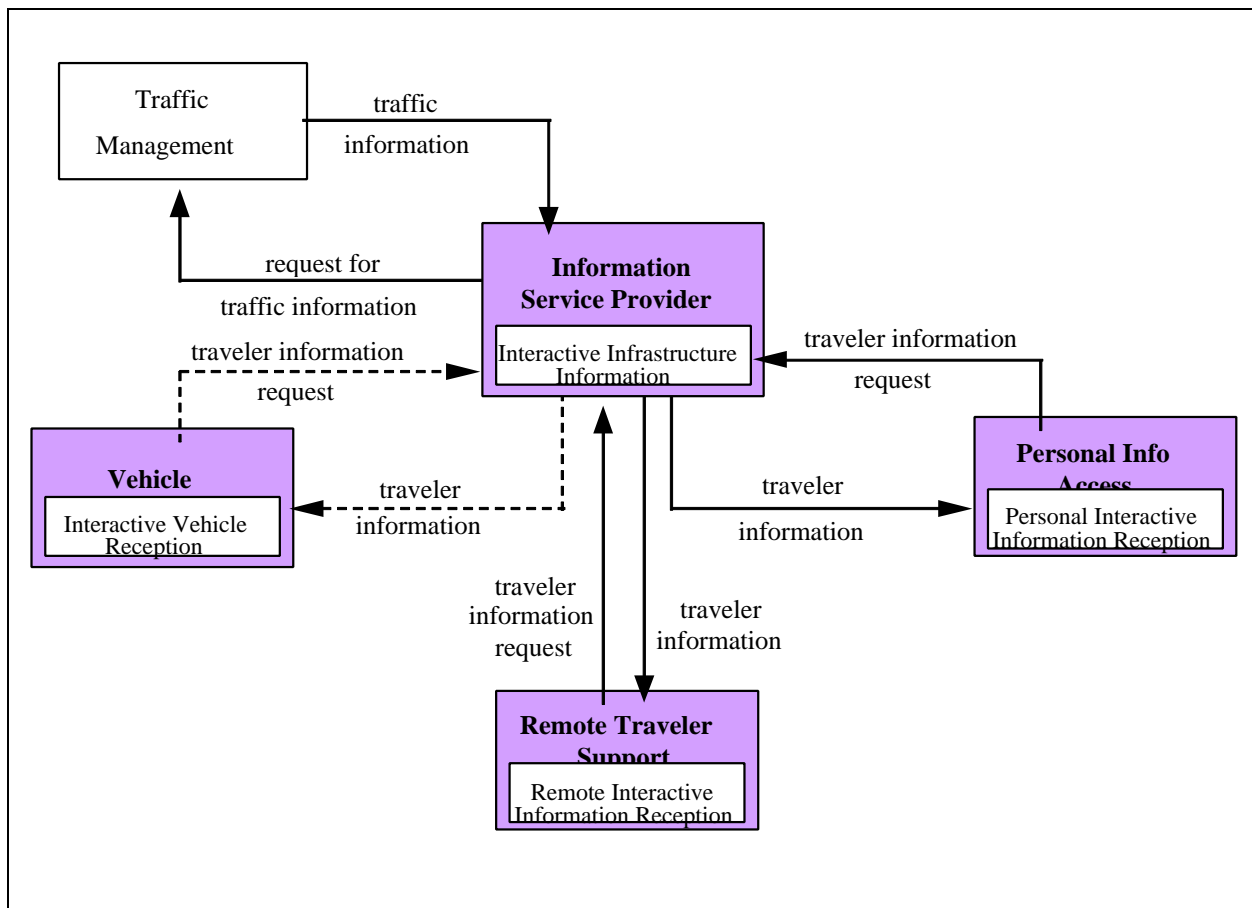 Traffic
Management
traffic
information
request for
traffic information
Information
Service Provider
Interactive Infrastructure
Information
traveler information
request
traveler information
request
Vehicle
Interactive Vehicle
Reception
traveler
information
traveler
information
Personal Info
Access
Personal Interactive
Information Reception
traveler
information
request
traveler
information
Remote Traveler
Support
Remote Interactive
Information Reception